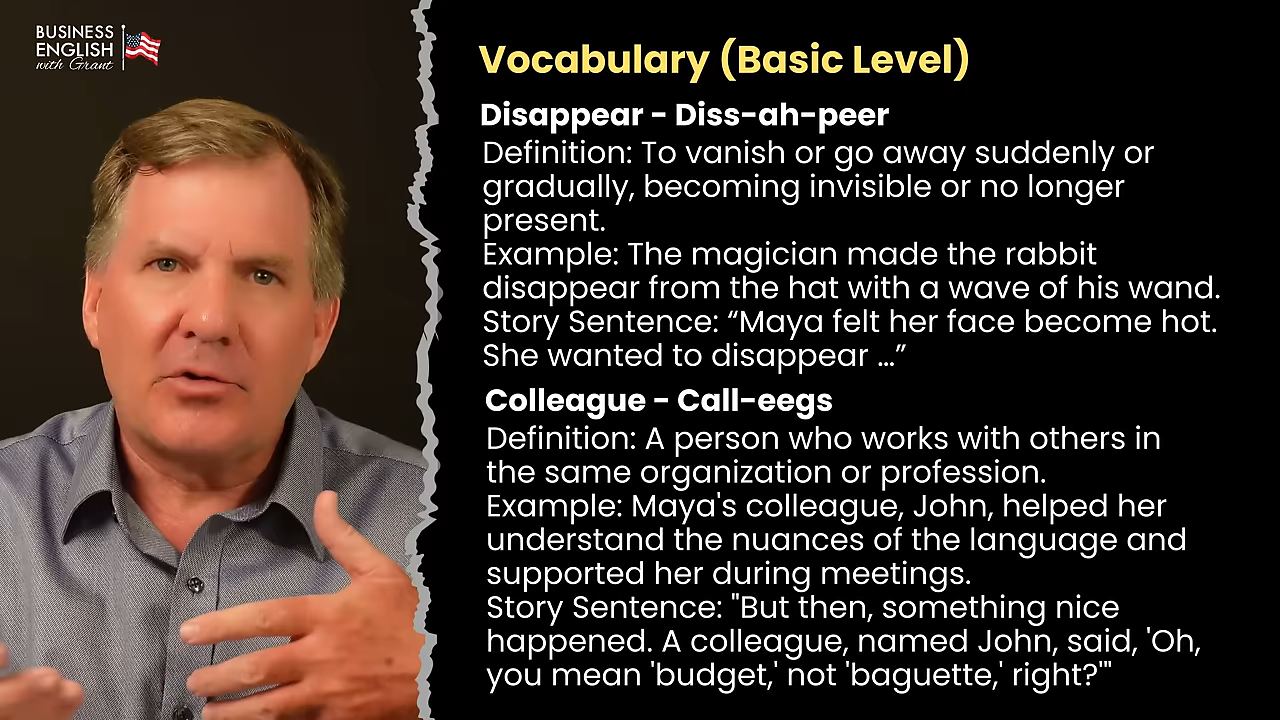 BUSINESS
ENGLISH
with Grant
Vocabulary (Basic Level)
Disappear - Diss-ah-peer
Definition: To vanish or go away suddenly or
gradually, becoming invisible or no longer
present.
Example: The magician made the rabbit
disappear from the hat with a wave of his wand.
Story Sentence: “Maya felt her face become hot.
She wanted to disappear ...”
Colleague - Call-eegs
Definition: A person who works with others in
the same organization or profession.
Example: Maya's colleague, John, helped her
understand the nuances of the language and
supported her during meetings.
Story Sentence: "But then, something nice
happened. A colleague, named John, said, 'Oh,
you mean 'budget,' not 'baguette,' right?'"